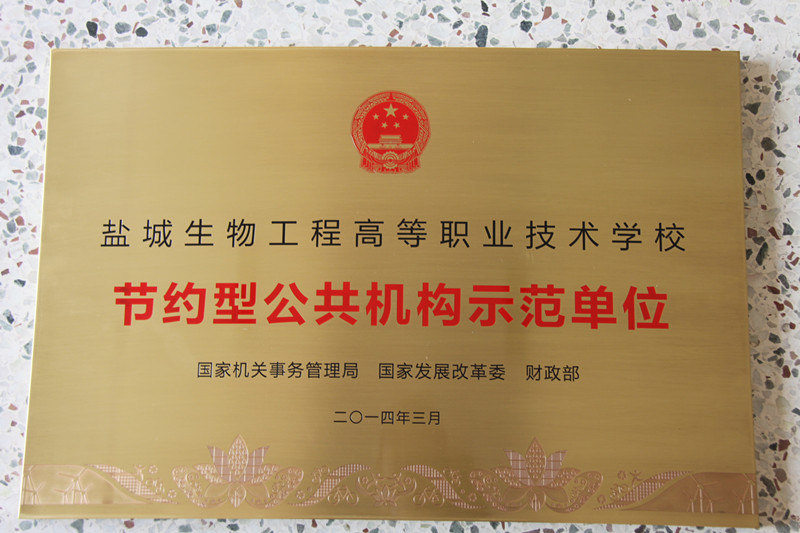 盐城生物工程高等职业技术学校
节约型公共机构示范单位
国家机关事务管理局 国家发展改革委 财政部
二〇一四年三月